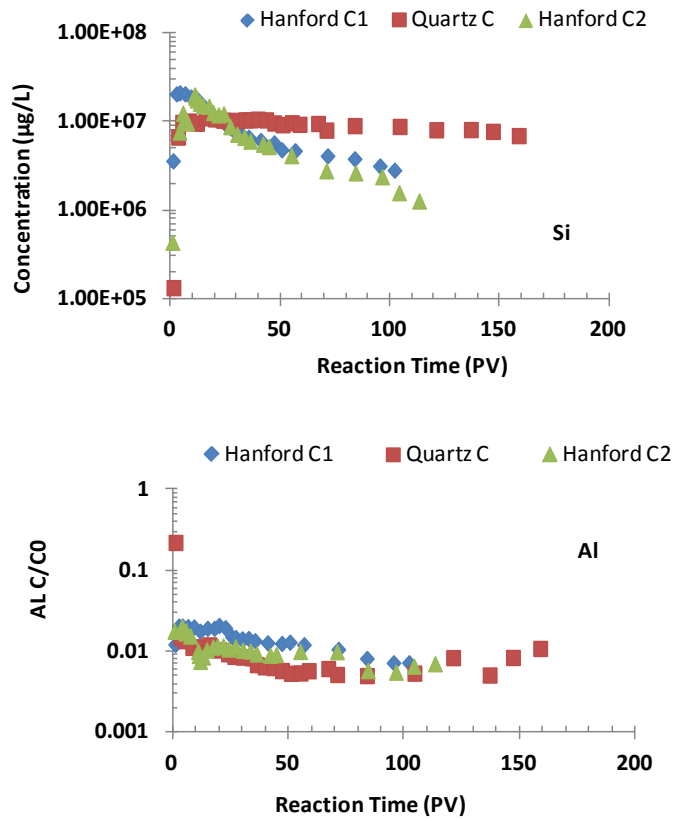 Hanford C1 Quartz C Hanford C2
1.00E+08
1.00E+07
1.00E+06
1.00E+05
Concentration (µg/L)
Si
0 50 100 150 200
Reaction Time (PV)
Hanford C1 Quartz C Hanford C2
1
0.1
0.01
0.001
AL C/C0
Al
0 50 100 150 200
Reaction Time (PV)